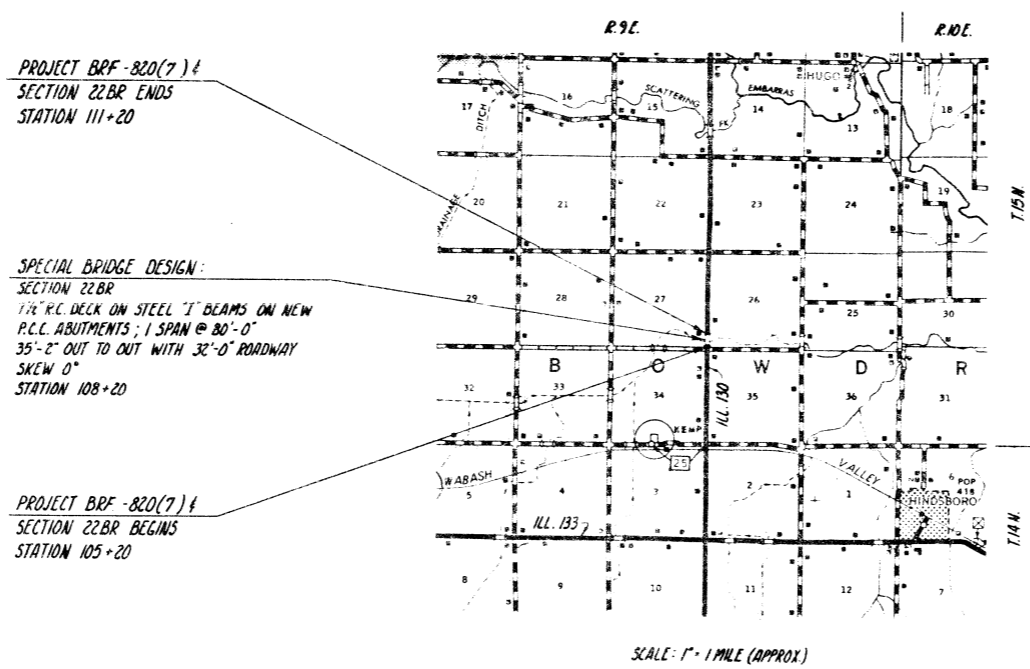 R.9E.
R.10E.
PROJECT BRF-820(7) &
SECTION 22BR ENDS
STATION 111+20
SPECIAL BRIDGE DESIGN:
SECTION 22BR
7½" R.C. DECK ON STEEL "I" BEAMS ON NEW
P.C.C. ABUTMENTS; 1 SPAN @ 80'-0"
35'-2" OUT TO OUT WITH 32'-0" ROADWAY
SKEW 0°
STATION 108+20
PROJECT BRF-820(7) &
SECTION 22BR BEGINS
STATION 105+20
HUGO
17
16
SCATTERING
15
FK
EMBARRAS
14
13
18
DITCH
DRAINAGE
20
21
22
23
24
19
T.15N.
29
28
27
26
25
30
B O W D R
32
33
34
35
36
31
ILL. 130
KEMP
25
WABASH
VALLEY
5
4
3
2
1
6
POP
418
HINDSBORO
ILL. 133
T.14N.
8
9
10
11
12
7
SCALE: 1" = 1 MILE (APPROX.)